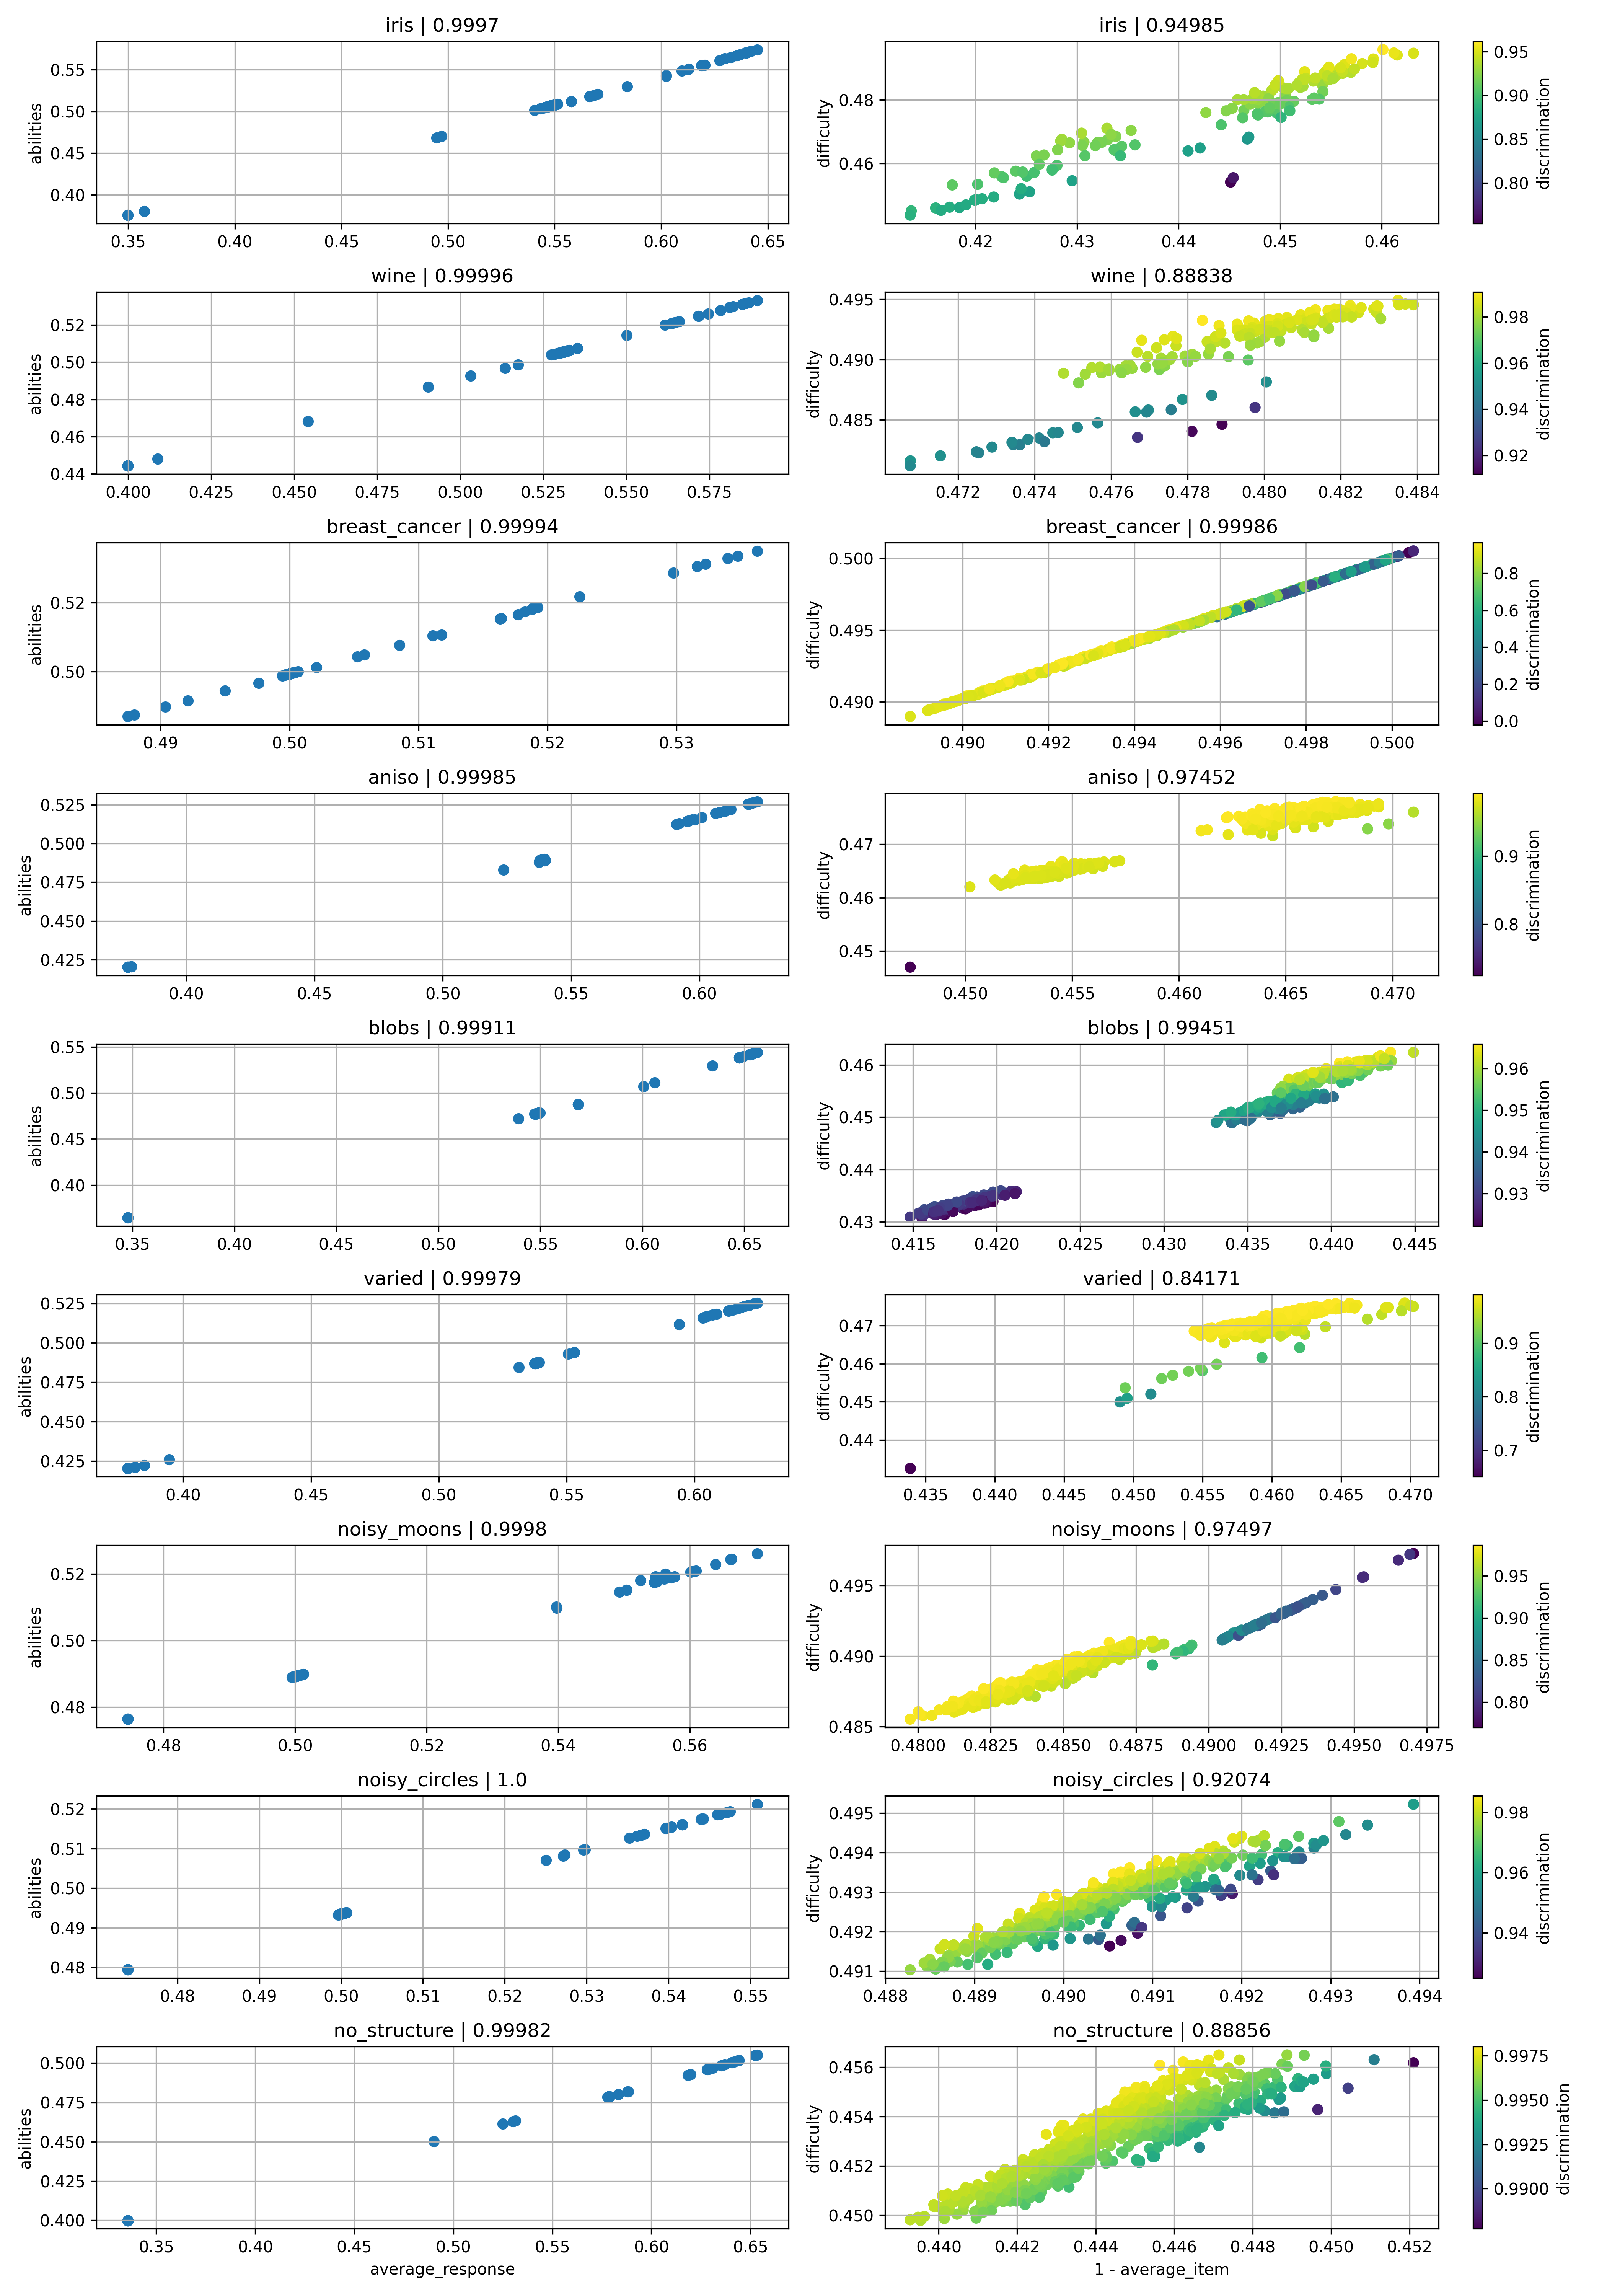 iris | 0.9997
abilities
0.55
0.50
0.45
0.40
0.35 0.40 0.45 0.50 0.55 0.60 0.65
iris | 0.94985
difficulty
0.48
0.46
0.42 0.43 0.44 0.45 0.46
discrimination
0.95
0.90
0.85
0.80
wine | 0.99996
abilities
0.52
0.50
0.48
0.46
0.44
0.400 0.425 0.450 0.475 0.500 0.525 0.550 0.575
wine | 0.88838
difficulty
0.495
0.490
0.485
0.472 0.474 0.476 0.478 0.480 0.482 0.484
discrimination
0.98
0.96
0.94
0.92
breast_cancer | 0.99994
abilities
0.52
0.50
0.49 0.50 0.51 0.52 0.53
breast_cancer | 0.99986
difficulty
0.500
0.495
0.490
0.490 0.492 0.494 0.496 0.498 0.500
discrimination
0.8
0.6
0.4
0.2
0.0
aniso | 0.99985
abilities
0.525
0.500
0.475
0.450
0.425
0.40 0.45 0.50 0.55 0.60
aniso | 0.97452
difficulty
0.47
0.46
0.45
0.450 0.455 0.460 0.465 0.470
discrimination
0.9
0.8
blobs | 0.99911
abilities
0.55
0.50
0.45
0.40
0.35 0.40 0.45 0.50 0.55 0.60 0.65
blobs | 0.99451
difficulty
0.46
0.45
0.44
0.43
0.415 0.420 0.425 0.430 0.435 0.440 0.445
discrimination
0.96
0.95
0.94
0.93
varied | 0.99979
abilities
0.525
0.500
0.475
0.450
0.425
0.40 0.45 0.50 0.55 0.60
varied | 0.84171
difficulty
0.47
0.46
0.45
0.44
0.435 0.440 0.445 0.450 0.455 0.460 0.465 0.470
discrimination
0.9
0.8
0.7
noisy_moons | 0.9998
abilities
0.52
0.50
0.48
0.48 0.50 0.52 0.54 0.56
noisy_moons | 0.97497
difficulty
0.495
0.490
0.485
0.4800 0.4825 0.4850 0.4875 0.4900 0.4925 0.4950 0.4975
discrimination
0.95
0.90
0.85
0.80
noisy_circles | 1.0
abilities
0.52
0.51
0.50
0.49
0.48
0.48 0.49 0.50 0.51 0.52 0.53 0.54 0.55
noisy_circles | 0.92074
difficulty
0.495
0.494
0.493
0.492
0.491
0.488 0.489 0.490 0.491 0.492 0.493 0.494
discrimination
0.98
0.96
0.94
no_structure | 0.99982
abilities
0.500
0.475
0.450
0.425
0.400
0.35 0.40 0.45 0.50 0.55 0.60 0.65
average_response
no_structure | 0.88856
difficulty
0.456
0.454
0.452
0.450
0.440 0.442 0.444 0.446 0.448 0.450 0.452
1 - average_item
discrimination
0.9975
0.9950
0.9925
0.9900